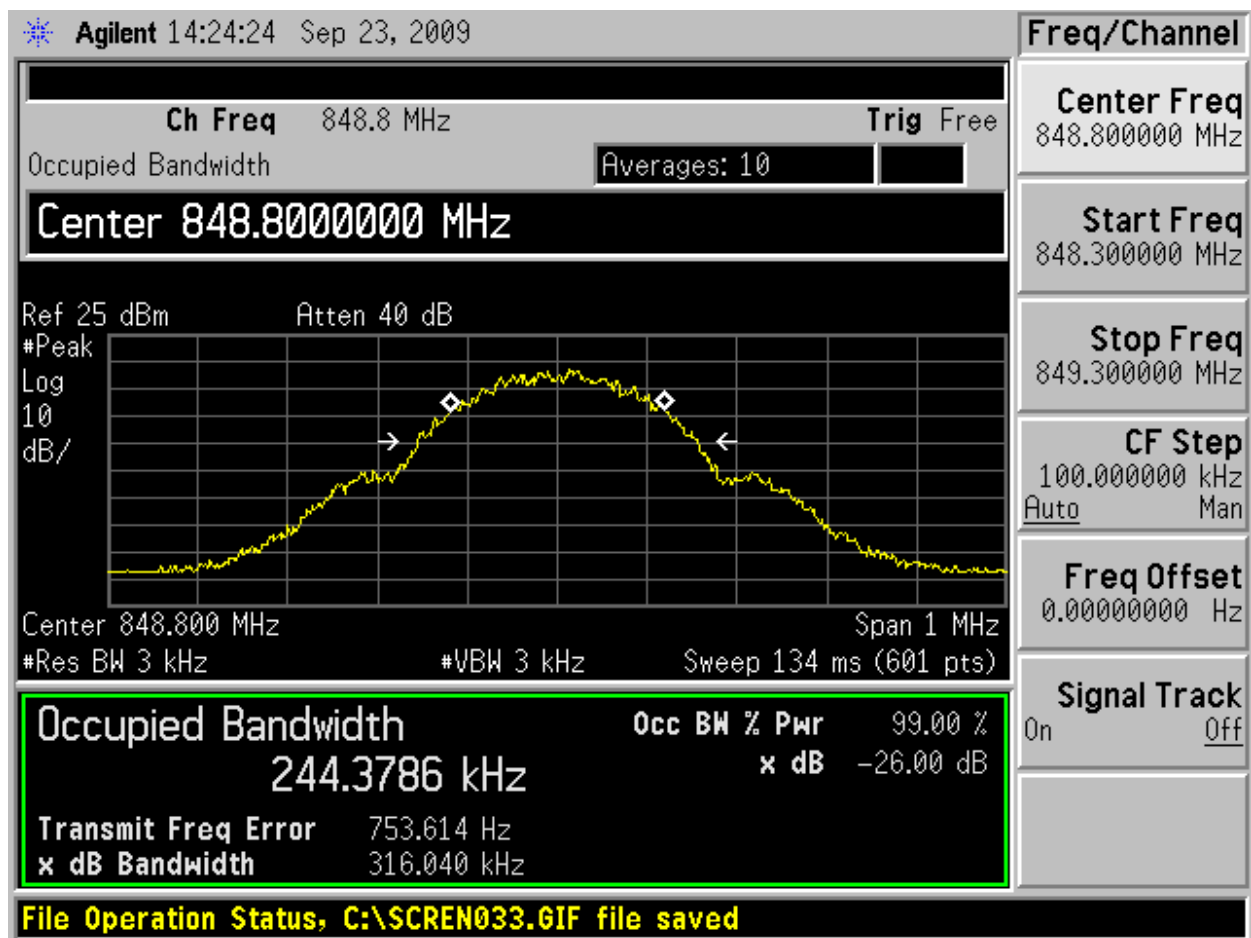 Agilent 14:24:24 Sep 23, 2009
Freq/Channel
Ch Freq 848.8 MHz Trig Free
Occupied Bandwidth Averages: 10
Center 848.8000000 MHz
Ref 25 dBm Atten 40 dB
#Peak
Log
10
dB/
Center 848.800 MHz Span 1 MHz
#Res BW 3 kHz #VBW 3 kHz Sweep 134 ms (601 pts)
Occupied Bandwidth Occ BW % Pwr 99.00 %
244.3786 kHz x dB -26.00 dB
Transmit Freq Error 753.614 Hz
x dB Bandwidth 316.040 kHz
Center Freq
848.800000 MHz
Start Freq
848.300000 MHz
Stop Freq
849.300000 MHz
CF Step
100.000000 kHz
Auto Man
Freq Offset
0.00000000 Hz
Signal Track
On Off
File Operation Status, C:\SCREN033.GIF file saved